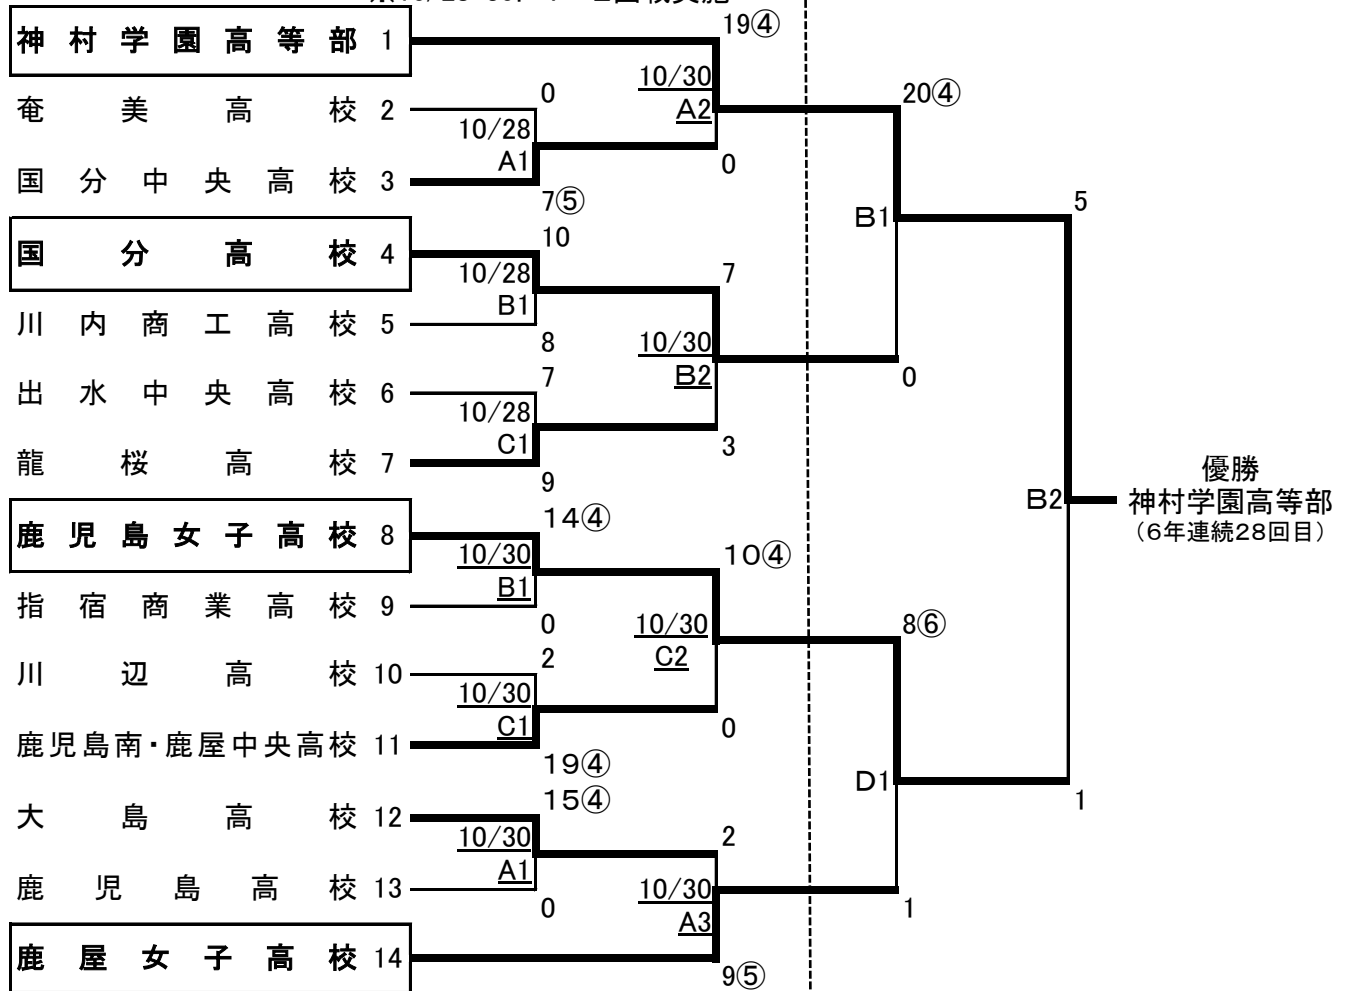 19④
神村学園高等部 1
10/30
A2
0
20④
奄美高校 2
10/28
A1
0
国分中央高校 3
7⑤
B1
5
国分高校 4
10
10/28
B1
7
川内商工高校 5
8
10/30
B2
0
出水中央高校 6
7
10/28
C1
3
龍桜高校 7
9
優勝
B2
神村学園高等部
（6年連続28回目）
鹿児島女子高校 8
14④
10/30
B1
10④
指宿商業高校 9
0
10/30
C2
8⑥
川辺高校 10
2
10/30
C1
0
鹿児島南・鹿屋中央高校 11
19④
D1
1
大島高校 12
15④
10/30
A1
2
鹿児島高校 13
0
10/30
A3
1
鹿屋女子高校 14
9⑤